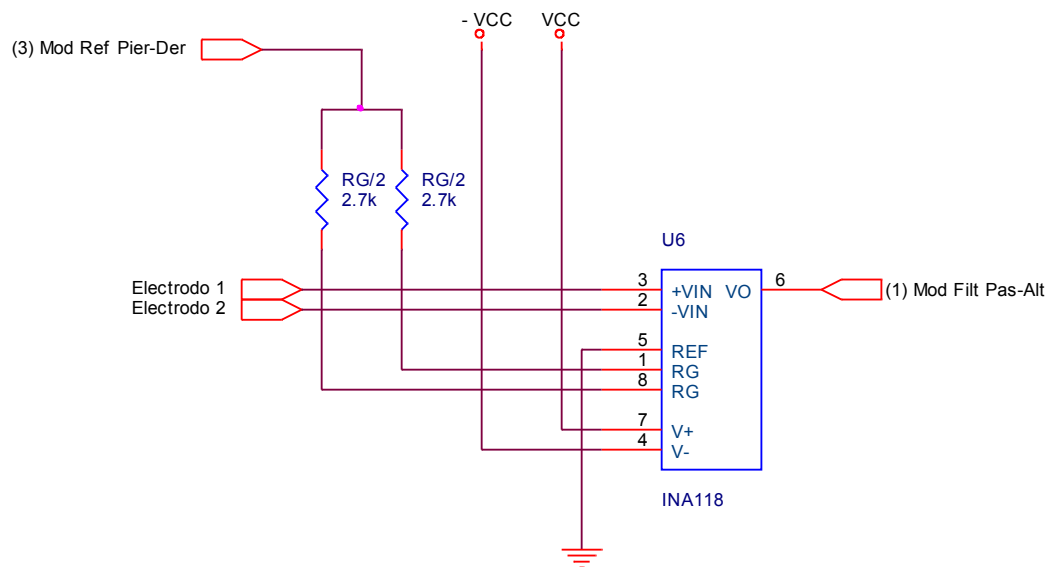 - VCC
VCC
(3) Mod Ref Pier-Der
RG/2
2.7k
RG/2
2.7k
U6
Electrodo 1
Electrodo 2
3
+VIN
VO
6
(1) Mod Filt Pas-Alt
2
-VIN
5
REF
1
RG
8
RG
7
V+
4
V-
INA118